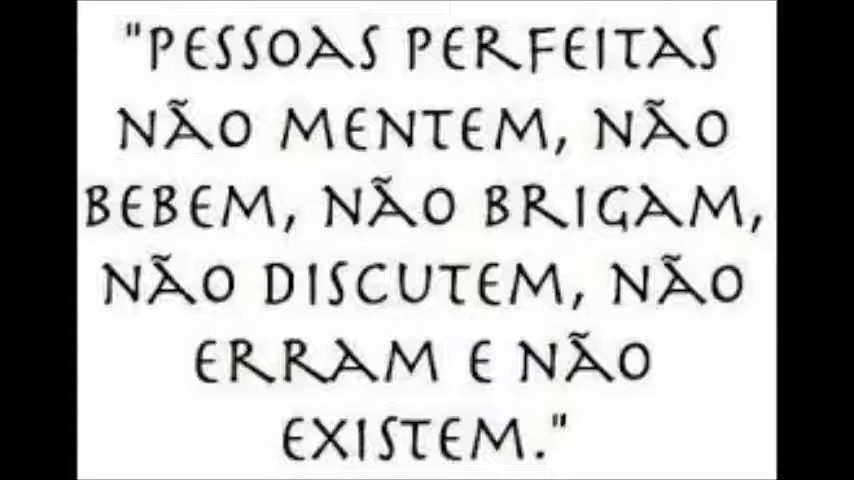 "PESSOAS PERFEITAS
NÃO MENTEM, NÃO
BEBEM, NÃO BRIGAM,
NÃO DISCUTEM, NÃO
ERRAM E NÃO
EXISTEM."